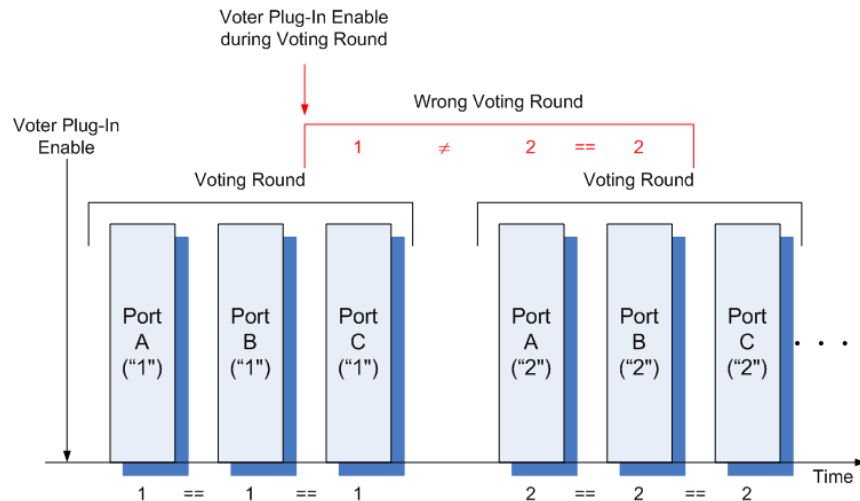 Voter Plug-In Enable
during Voting Round
Wrong Voting Round
Voter Plug-In
Enable
1 ≠ 2 == 2
Voting Round
Voting Round
Port
A
("1")
Port
B
("1")
Port
C
("1")
Port
A
("2")
Port
B
("2")
Port
C
("2")
. . .
Time
1 == 1 == 1
2 == 2 == 2